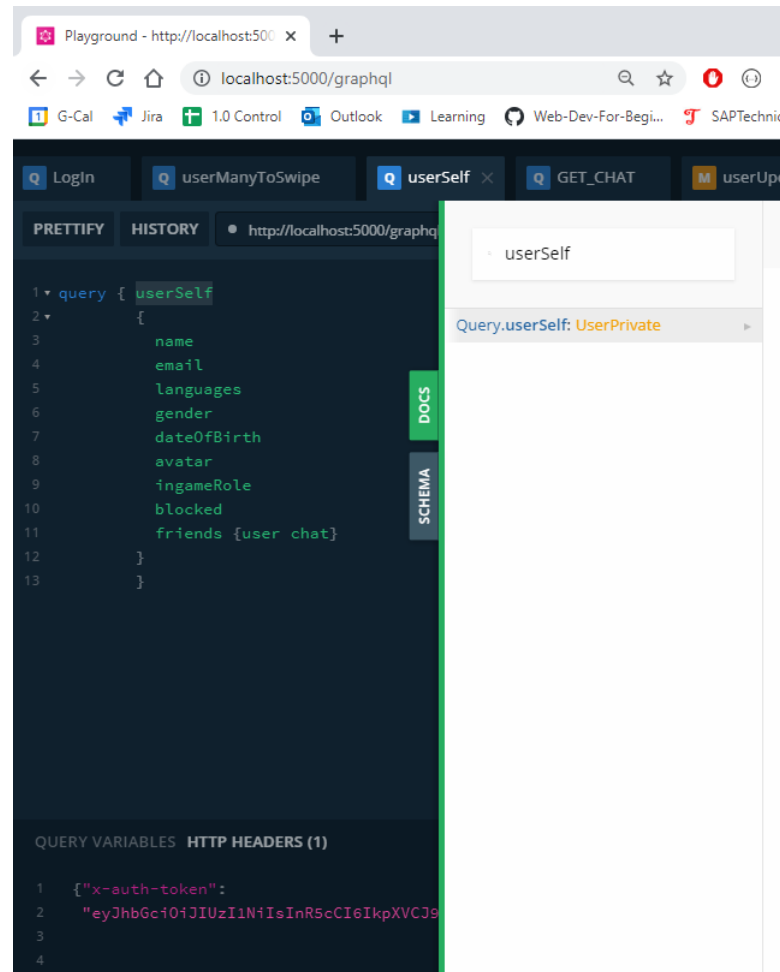 Playground - http://localhost:500
localhost:5000/graphql
G-Cal Jira 1.0 Control Outlook Learning Web-Dev-For-Begi... SAPTechnic
Q LogIn Q userManyToSwipe Q userSelf Q GET_CHAT M userUpd
PRETTIFY HISTORY http://localhost:5000/graphq
userSelf
Query.userSelf: UserPrivate
1 query { userSelf
2 {
3 name
4 email
5 languages
6 gender
7 dateOfBirth
8 avatar
9 ingameRole
10 blocked
11 friends {user chat}
12 }
13 }
DOCS
SCHEMA
QUERY VARIABLES HTTP HEADERS (1)
1 {"x-auth-token":
2 "eyJhbGciOiJIUzI1NiIsInR5cCI6IkpXVCJ9
3
4